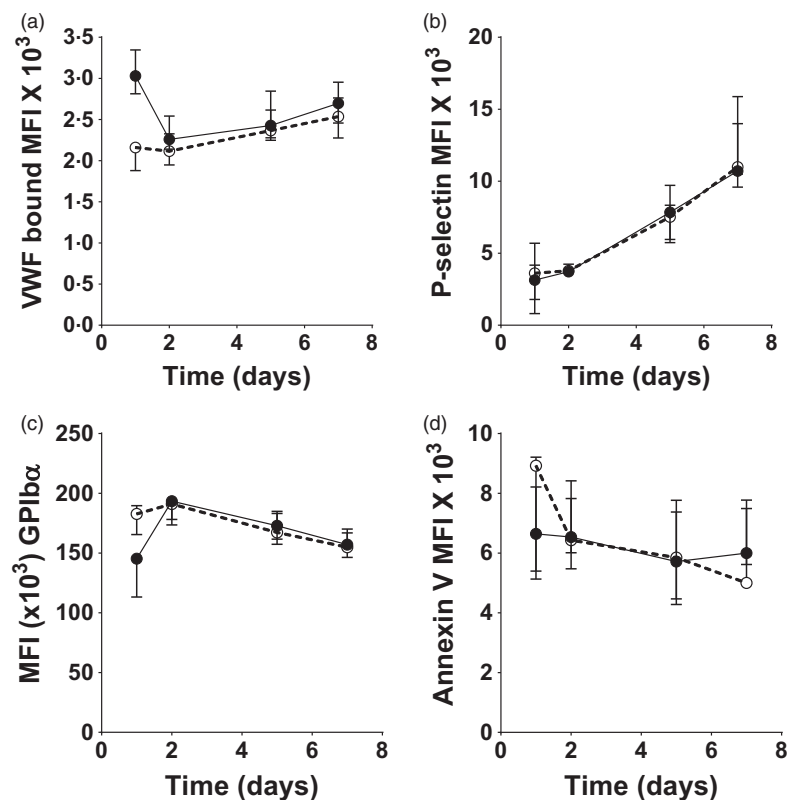 (a)
VWF bound MFI X 10³
3·5
3·0
2·5
2·0
1·5
1·0
0·5
0·0
0 2 4 6 8
Time (days)
(b)
P-selectin MFI X 10³
20
15
10
5
0
0 2 4 6 8
Time (days)
(c)
MFI (x10³) GPIbα
250
200
150
100
50
0
0 2 4 6 8
Time (days)
(d)
Annexin V MFI X 10³
10
8
6
4
2
0
0 2 4 6 8
Time (days)